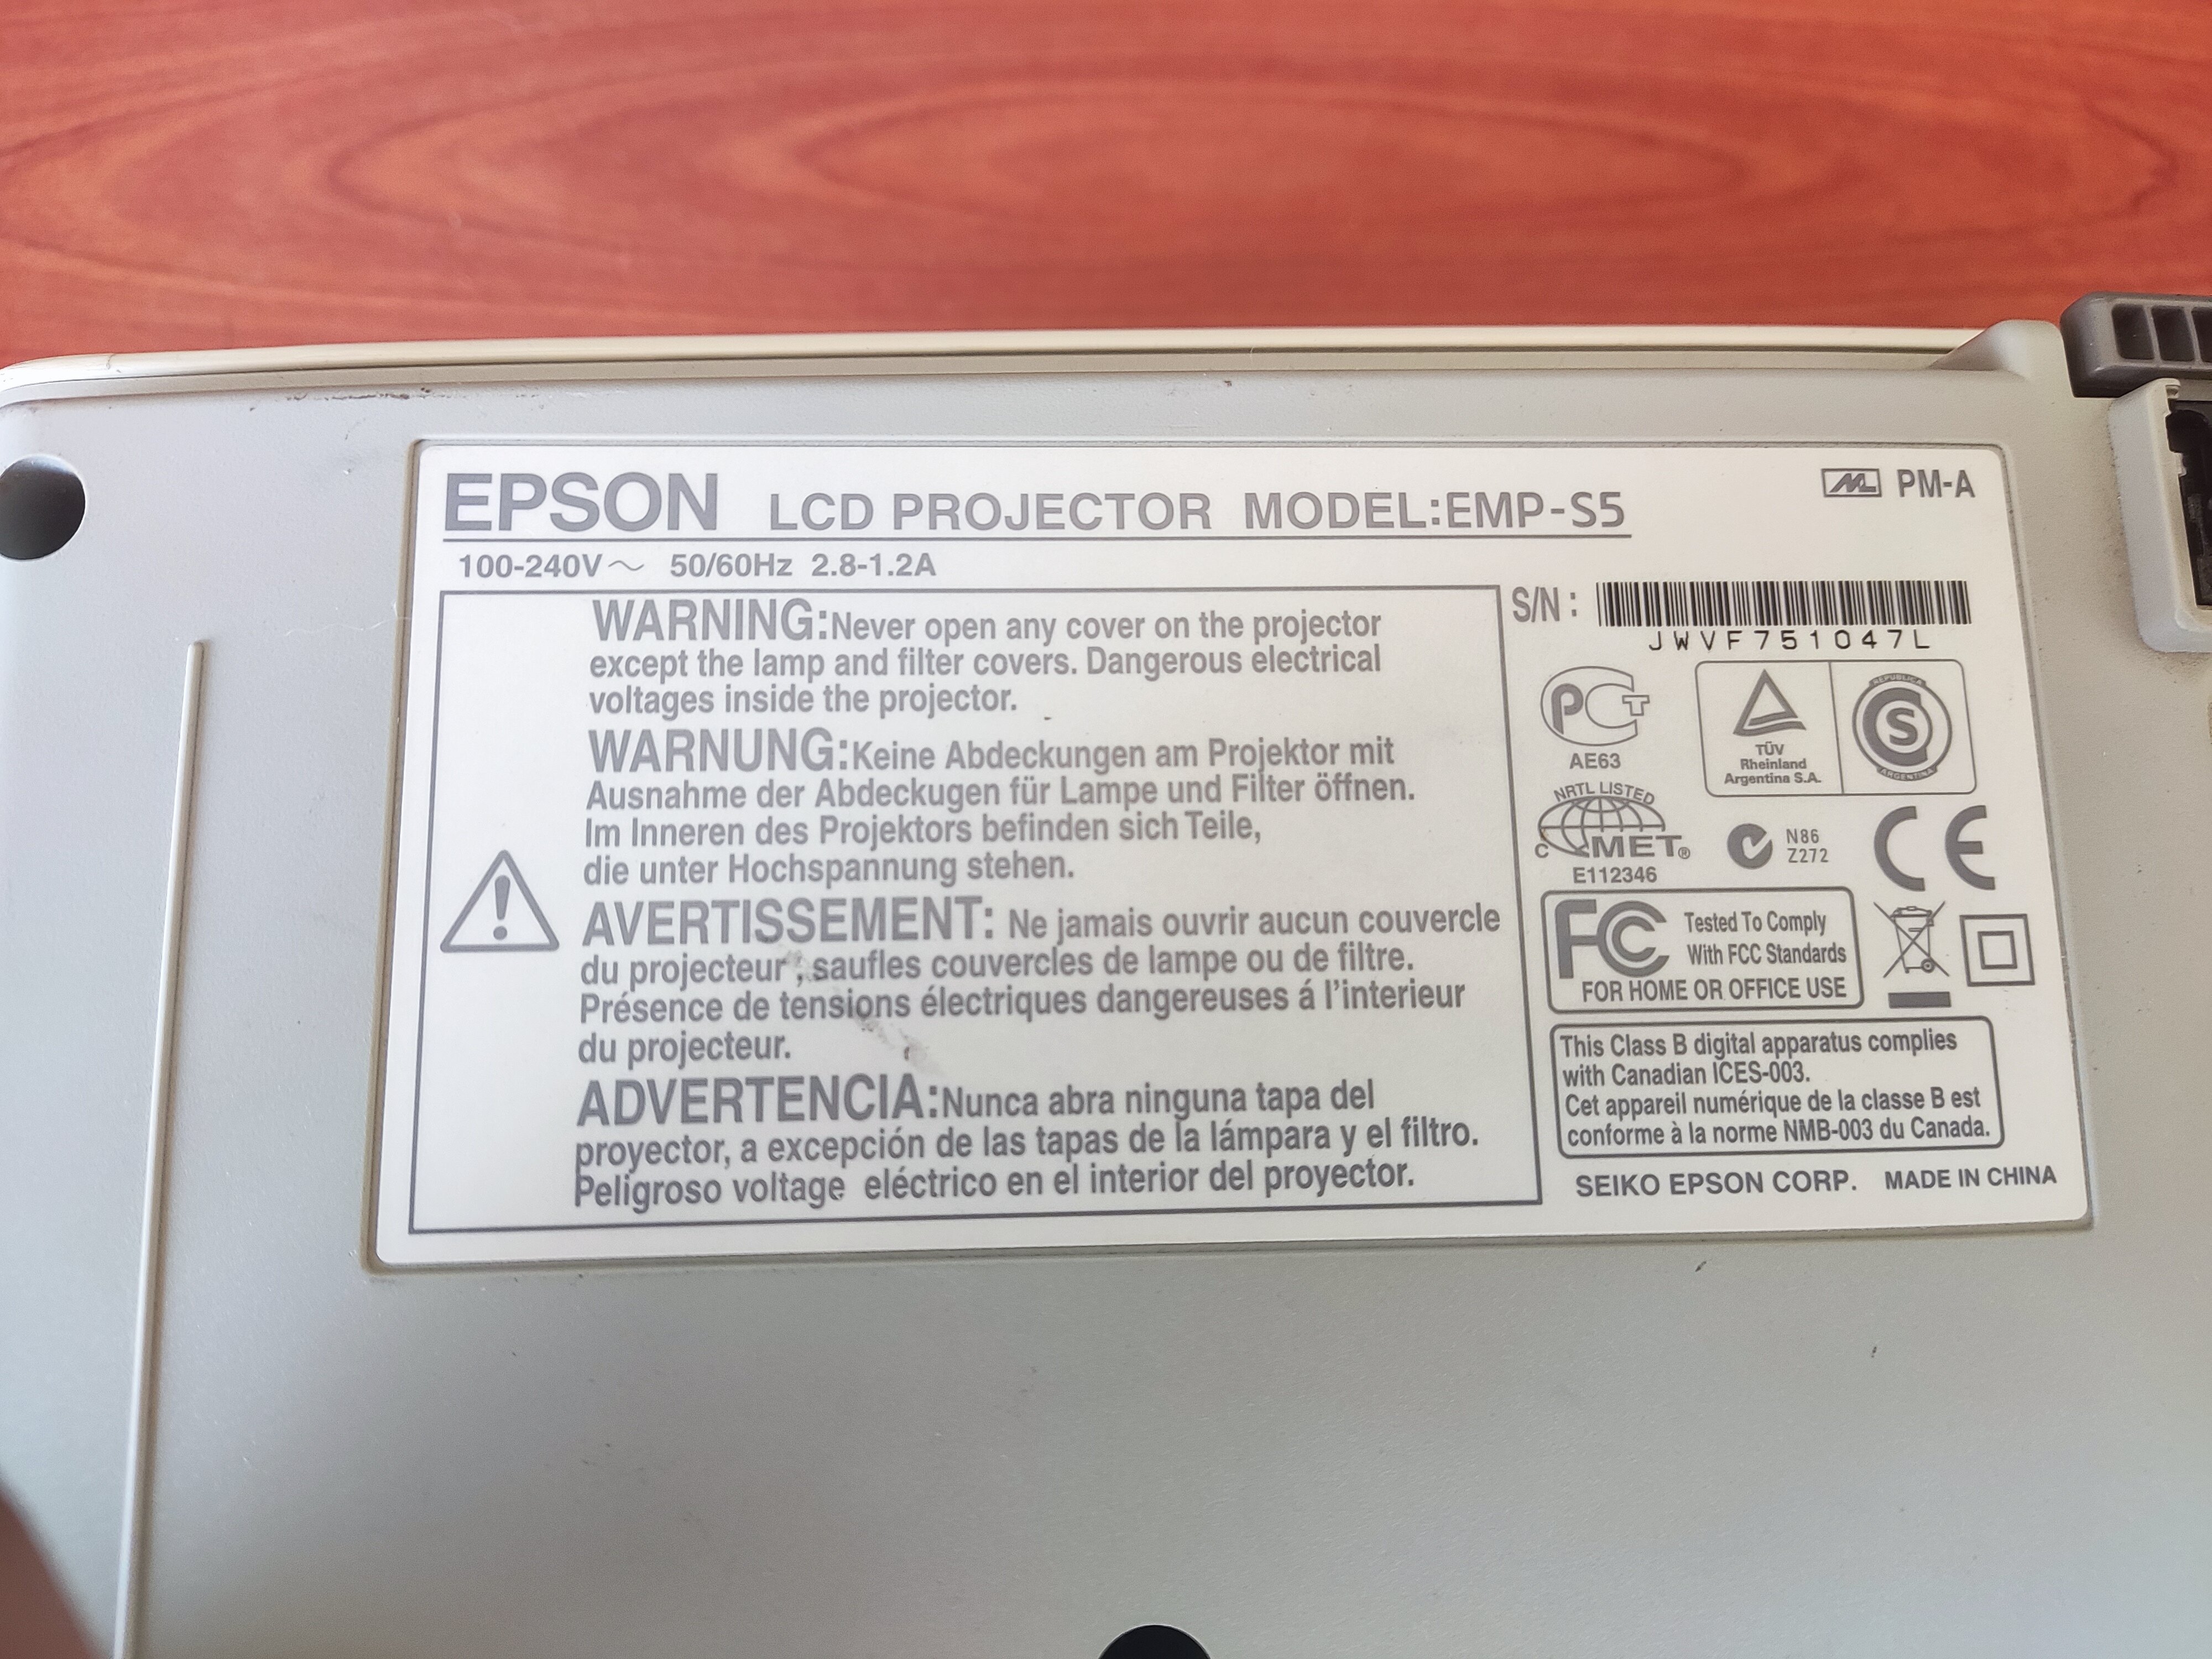 EPSON LCD PROJECTOR MODEL:EMP-S5
PM-A
100-240V～ 50/60Hz 2.8-1.2A
WARNING:Never open any cover on the projector
except the lamp and filter covers. Dangerous electrical
voltages inside the projector.
WARNUNG:Keine Abdeckungen am Projektor mit
Ausnahme der Abdeckugen für Lampe und Filter öffnen.
Im Inneren des Projektors befinden sich Teile,
die unter Hochspannung stehen.
AVERTISSEMENT: Ne jamais ouvrir aucun couvercle
du projecteur , saufles couvercles de lampe ou de filtre.
Présence de tensions électriques dangereuses á l'interieur
du projecteur.
ADVERTENCIA:Nunca abra ninguna tapa del
proyector, a excepción de las tapas de la lámpara y el filtro.
Peligroso voltage eléctrico en el interior del proyector.
S/N :
JWVF751047L
PCT
AE63
TÜV
Rheinland
Argentina S.A.
REPUBLICA
S
ARGENTINA
NRTL LISTED
C MET®
E112346
N86
Z272
CE
FC Tested To Comply
With FCC Standards
FOR HOME OR OFFICE USE
This Class B digital apparatus complies
with Canadian ICES-003.
Cet appareil numérique de la classe B est
conforme à la norme NMB-003 du Canada.
SEIKO EPSON CORP. MADE IN CHINA